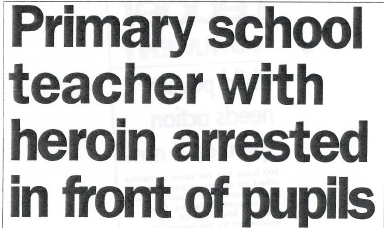 Primary school
teacher with
heroin arrested
in front of pupils